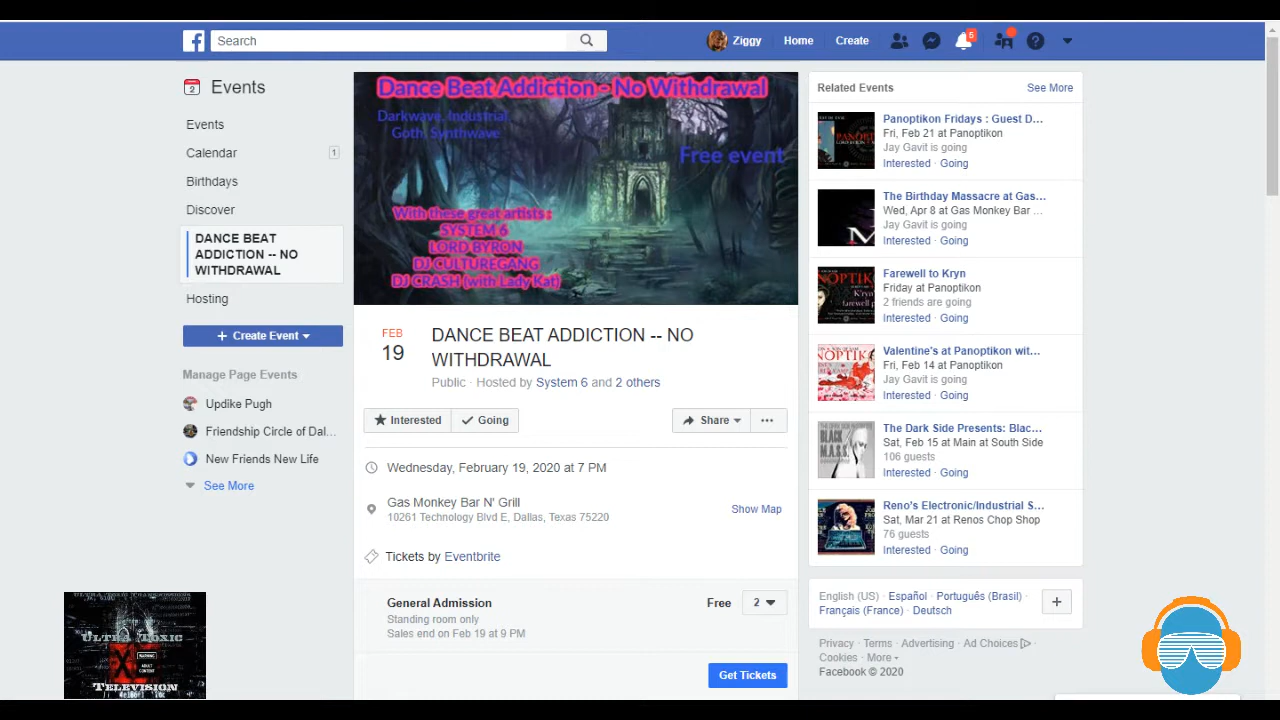 Search
Ziggy
Home
Create
5
2
Events
Events
Calendar
1
Birthdays
Discover
DANCE BEAT
ADDICTION -- NO
WITHDRAWAL
Hosting
+ Create Event
Manage Page Events
Updike Pugh
Friendship Circle of Dal...
New Friends New Life
See More
ULTRA TOXIC
WARNING
ADULT
CONTENT
TELEVISION
Dance Beat Addiction - No Withdrawal
Darkwave, Industrial
Goth, Synthwave
Free event
With these great artists :
SYSTEM 6
LORD BYRON
DJ CULTUREGANG
DJ CRASH (with Lady Kat)
FEB
19
DANCE BEAT ADDICTION -- NO
WITHDRAWAL
Public · Hosted by System 6 and 2 others
Interested
Going
Share
...
Wednesday, February 19, 2020 at 7 PM
Gas Monkey Bar N' Grill
10261 Technology Blvd E, Dallas, Texas 75220
Show Map
Tickets by Eventbrite
General Admission
Standing room only
Sales end on Feb 19 at 9 PM
Free
2
Get Tickets
Related Events
See More
Panoptikon Fridays : Guest D...
Fri, Feb 21 at Panoptikon
Jay Gavit is going
Interested · Going
The Birthday Massacre at Gas...
Wed, Apr 8 at Gas Monkey Bar ...
Jay Gavit is going
Interested · Going
Farewell to Kryn
Friday at Panoptikon
2 friends are going
Interested · Going
Valentine's at Panoptikon wit...
Fri, Feb 14 at Panoptikon
Jay Gavit is going
Interested · Going
The Dark Side Presents: Blac...
Sat, Feb 15 at Main at South Side
106 guests
Interested · Going
Reno's Electronic/Industrial S...
Sat, Mar 21 at Renos Chop Shop
76 guests
Interested · Going
English (US) · Español · Português (Brasil) ·
Français (France) · Deutsch
+
Privacy · Terms · Advertising · Ad Choices ·
Cookies · More
Facebook © 2020